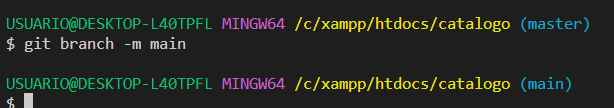 USUARIO@DESKTOP-L40TPFL MINGW64 /c/xampp/htdocs/catalogo (master)
$ git branch -m main
USUARIO@DESKTOP-L40TPFL MINGW64 /c/xampp/htdocs/catalogo (main)
$